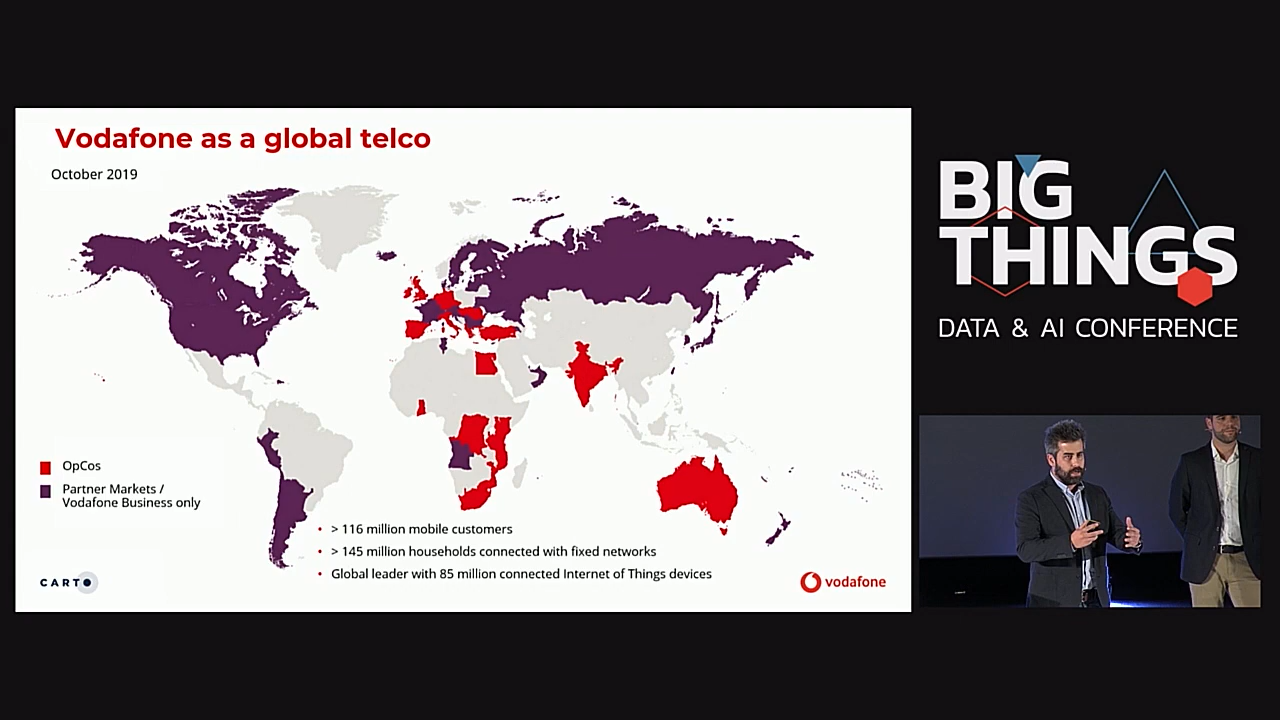 Vodafone as a global telco
October 2019
OpCos
Partner Markets /
Vodafone Business only
• > 116 million mobile customers
• > 145 million households connected with fixed networks
• Global leader with 85 million connected Internet of Things devices
CARTO
vodafone
BIG
THINGS
DATA & AI CONFERENCE